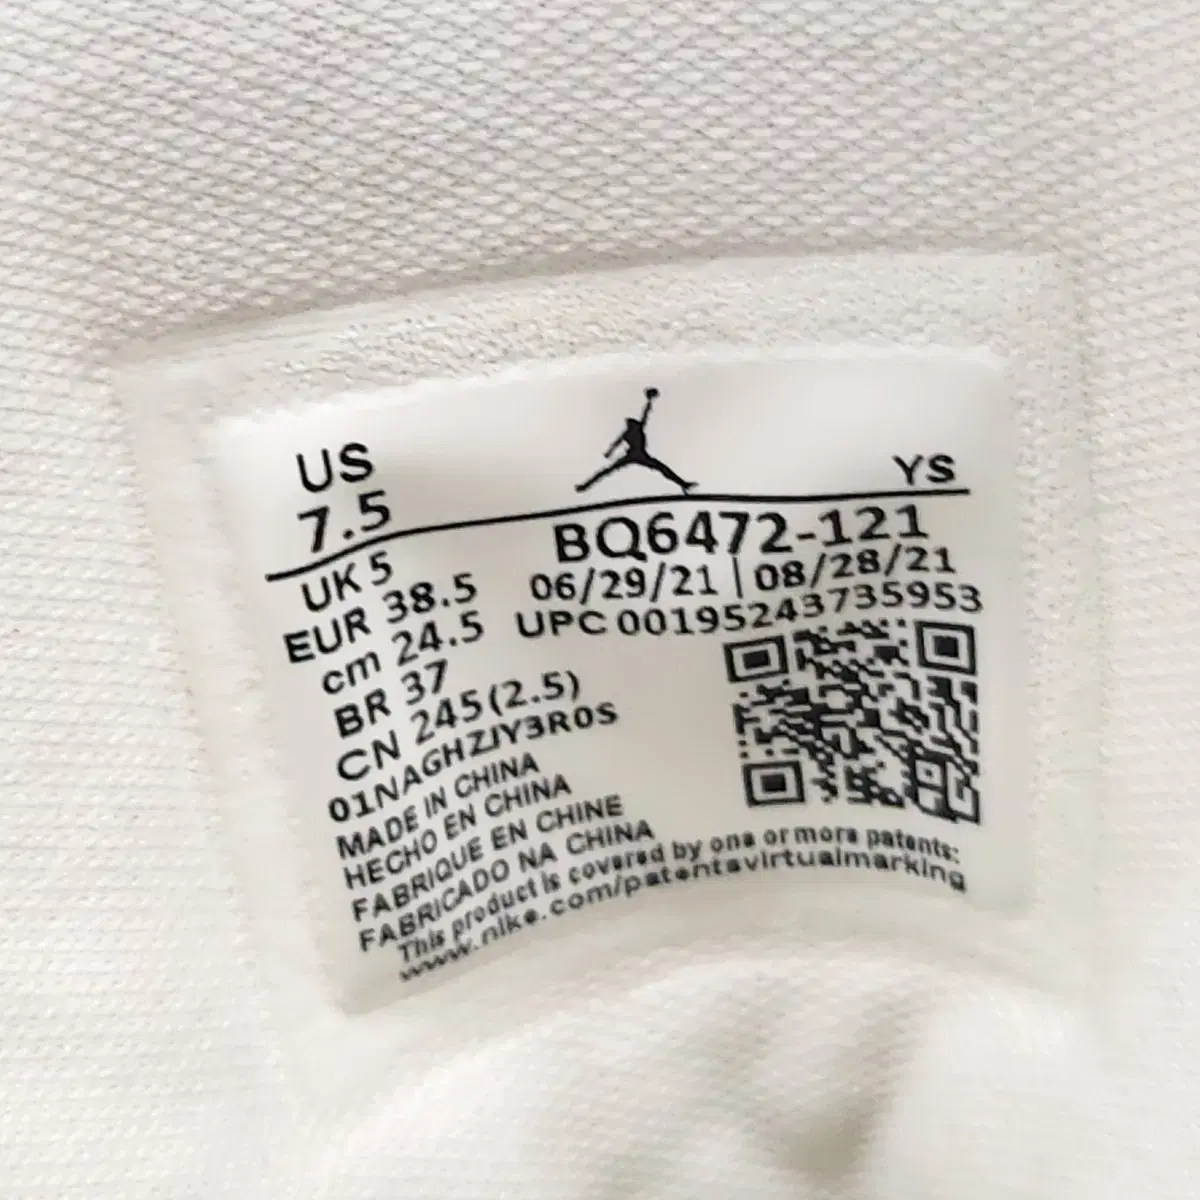 US
YS
7.5
BQ6472-121
UK 5
06/29/21 | 08/28/21
EUR 38.5
UPC 00195243735953
cm 24.5
BR 37
CN 245(2.5)
01NAGHZJY3R0S
MADE IN CHINA
HECHO EN CHINA
FABRIQUE EN CHINE
FABRICADO NA CHINA
This product is covered by one or more patents:
www.nike.com/patentsvirtualmarking